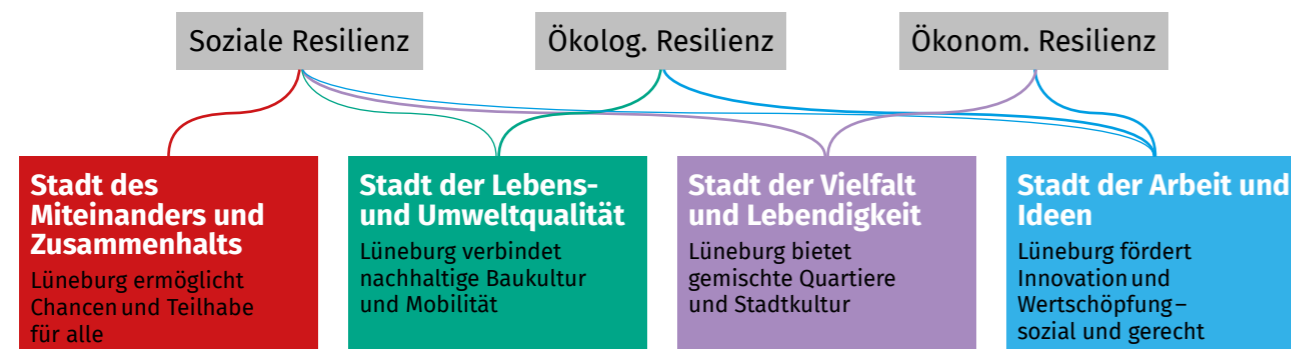 Soziale Resilienz
Ökolog. Resilienz
Ökonom. Resilienz
Stadt des
Miteinanders und
Zusammenhalts
Lüneburg ermöglicht
Chancen und Teilhabe
für alle
Stadt der Lebens-
und Umweltqualität
Lüneburg verbindet
nachhaltige Baukultur
und Mobilität
Stadt der Vielfalt
und Lebendigkeit
Lüneburg bietet
gemischte Quartiere
und Stadtkultur
Stadt der Arbeit und
Ideen
Lüneburg fördert
Innovation und
Wertschöpfung –
sozial und gerecht